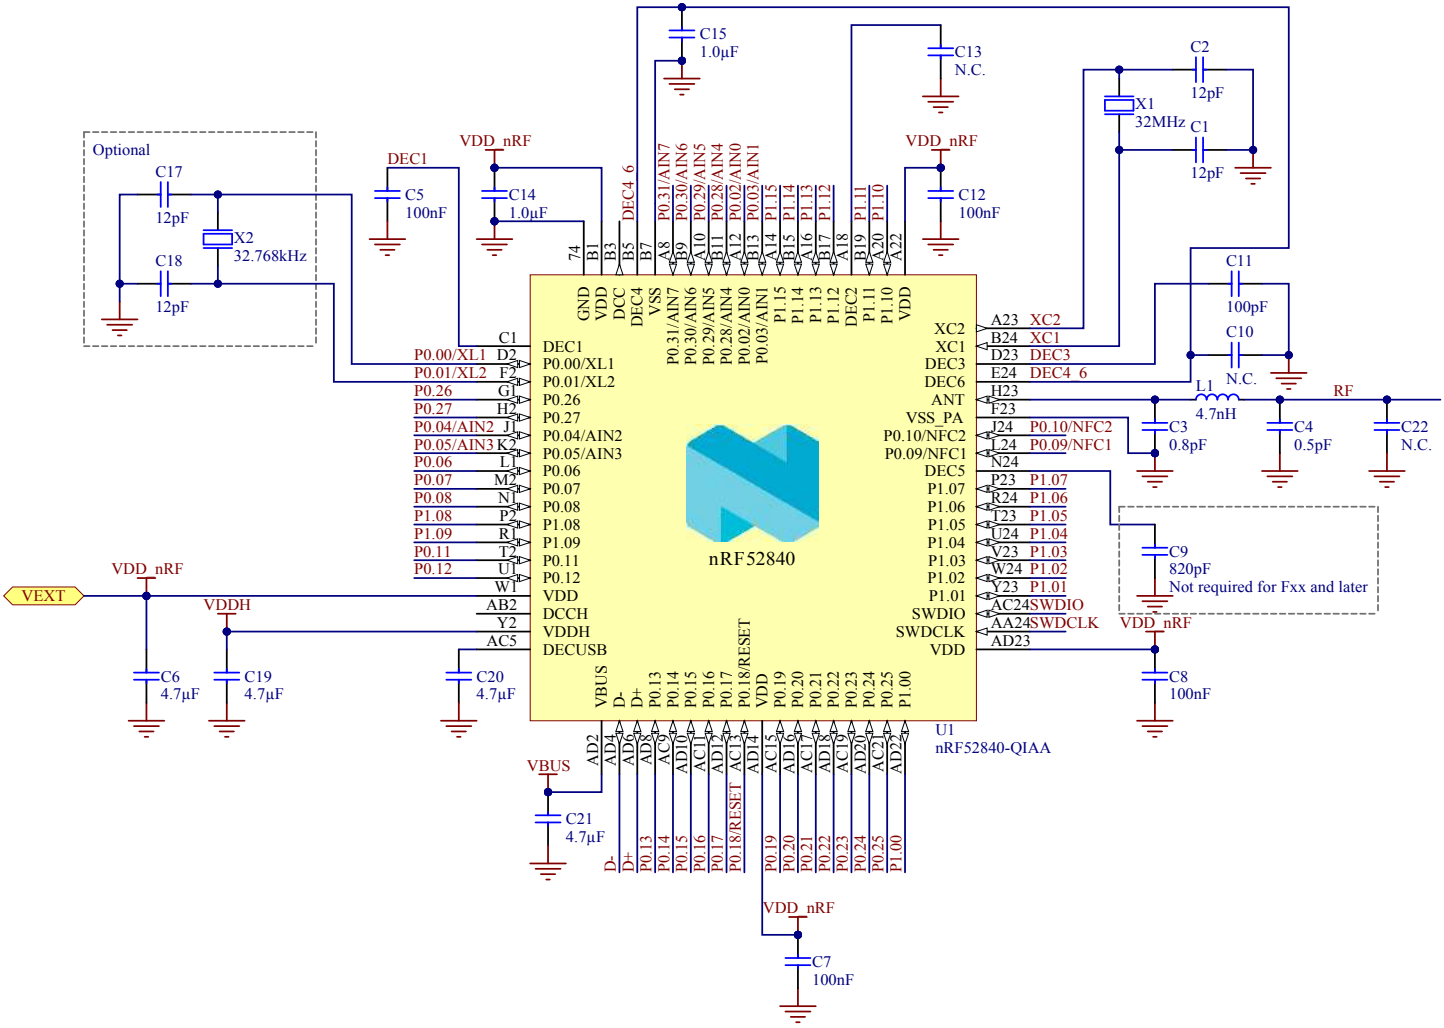 C15
1.0µF
C13
N.C.
C2
12pF
X1
32MHz
C1
12pF
Optional
C17
12pF
X2
32.768kHz
C18
12pF
DEC1
C5
100nF
VDD_nRF
C14
1.0µF
DEC4_6
P0.31/AIN7
P0.30/AIN6
P0.29/AIN5
P0.28/AIN4
P0.02/AIN0
P0.03/AIN1
P1.15
P1.14
P1.13
P1.12
P1.11
P1.10
VDD_nRF
C12
100nF
74
B1
B3
B5
B7
A8
B9
A10
B11
A12
B13
A14
B15
A16
B17
A18
B19
A20
A22
GND
VDD
DCC
DEC4
VSS
P0.31/AIN7
P0.30/AIN6
P0.29/AIN5
P0.28/AIN4
P0.02/AIN0
P0.03/AIN1
P1.15
P1.14
P1.13
P1.12
DEC2
P1.11
P1.10
VDD
C11
100pF
C10
N.C.
C1 DEC1
P0.00/XL1 D2 P0.00/XL1
P0.01/XL2 F2 P0.01/XL2
P0.26 G1 P0.26
P0.27 H2 P0.27
P0.04/AIN2 J1 P0.04/AIN2
P0.05/AIN3 K2 P0.05/AIN3
P0.06 L1 P0.06
P0.07 M2 P0.07
P0.08 N1 P0.08
P1.08 P2 P1.08
P1.09 R1 P1.09
P0.11 T2 P0.11
P0.12 U1 P0.12
W1 VDD
AB2 DCCH
Y2 VDDH
AC5 DECUSB
XC2 A23 XC2
XC1 B24 XC1
DEC3 D23 DEC3
DEC6 E24 DEC4_6
ANT H23
VSS_PA F23
P0.10/NFC2 J24 P0.10/NFC2
P0.09/NFC1 L24 P0.09/NFC1
DEC5 N24
P1.07 P23 P1.07
P1.06 R24 P1.06
P1.05 T23 P1.05
P1.04 U24 P1.04
P1.03 V23 P1.03
P1.02 W24 P1.02
P1.01 Y23 P1.01
SWDIO AC24 SWDIO
SWDCLK AA24 SWDCLK
VDD AD23
L1
4.7nH
RF
C3
0.8pF
C4
0.5pF
C22
N.C.
C9
820pF
Not required for Fxx and later
VDD_nRF
C8
100nF
nRF52840
VEXT
VDD_nRF
VDDH
C6
4.7µF
C19
4.7µF
C20
4.7µF
VBUS
D-
D+
P0.13
P0.14
P0.15
P0.16
P0.17
P0.18/RESET
VDD
P0.19
P0.20
P0.21
P0.22
P0.23
P0.24
P0.25
P1.00
U1
nRF52840-QIAA
AD2
AD4
AD6
AD8
AC9
AD10
AC11
AD12
AC13
AD14
AC15
AD16
AC17
AD18
AC19
AD20
AC21
AD22
VBUS
C21
4.7µF
D-
D+
P0.13
P0.14
P0.15
P0.16
P0.17
P0.18/RESET
P0.19
P0.20
P0.21
P0.22
P0.23
P0.24
P0.25
P1.00
VDD_nRF
C7
100nF